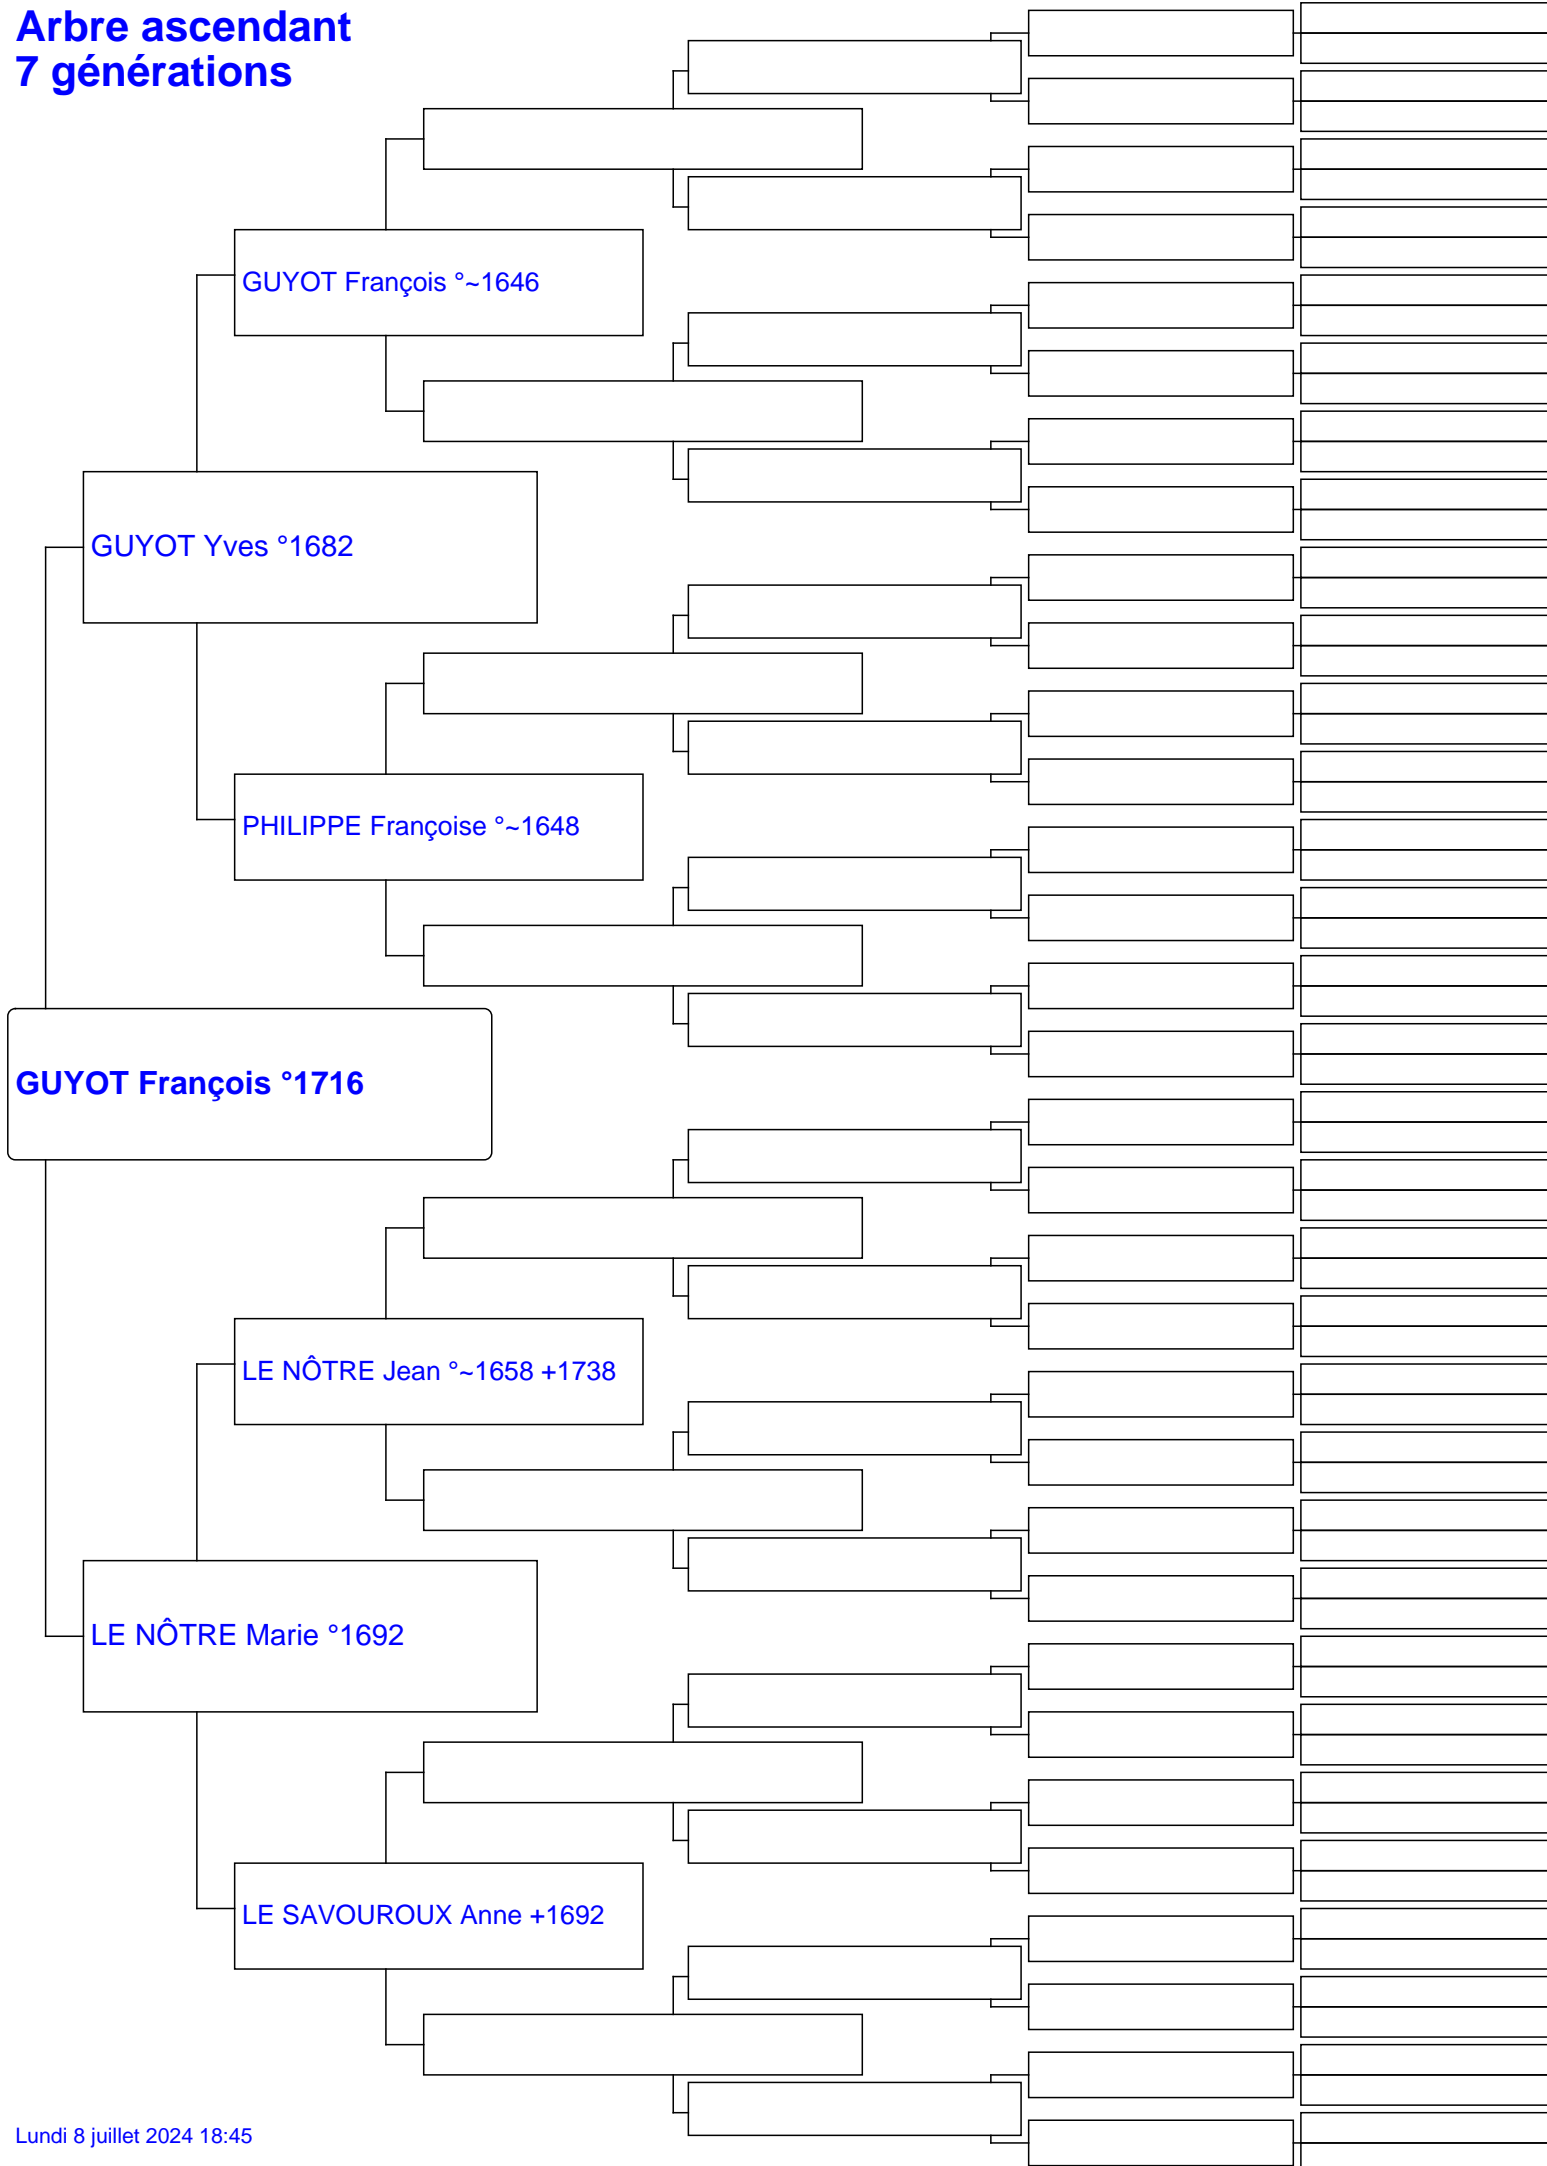 Arbre ascendant
7 générations
GUYOT François °~1646
GUYOT Yves °1682
PHILIPPE Françoise °~1648
GUYOT François °1716
LE NÔTRE Jean °~1658 +1738
LE NÔTRE Marie °1692
LE SAVOUROUX Anne +1692
Lundi 8 juillet 2024 18:45